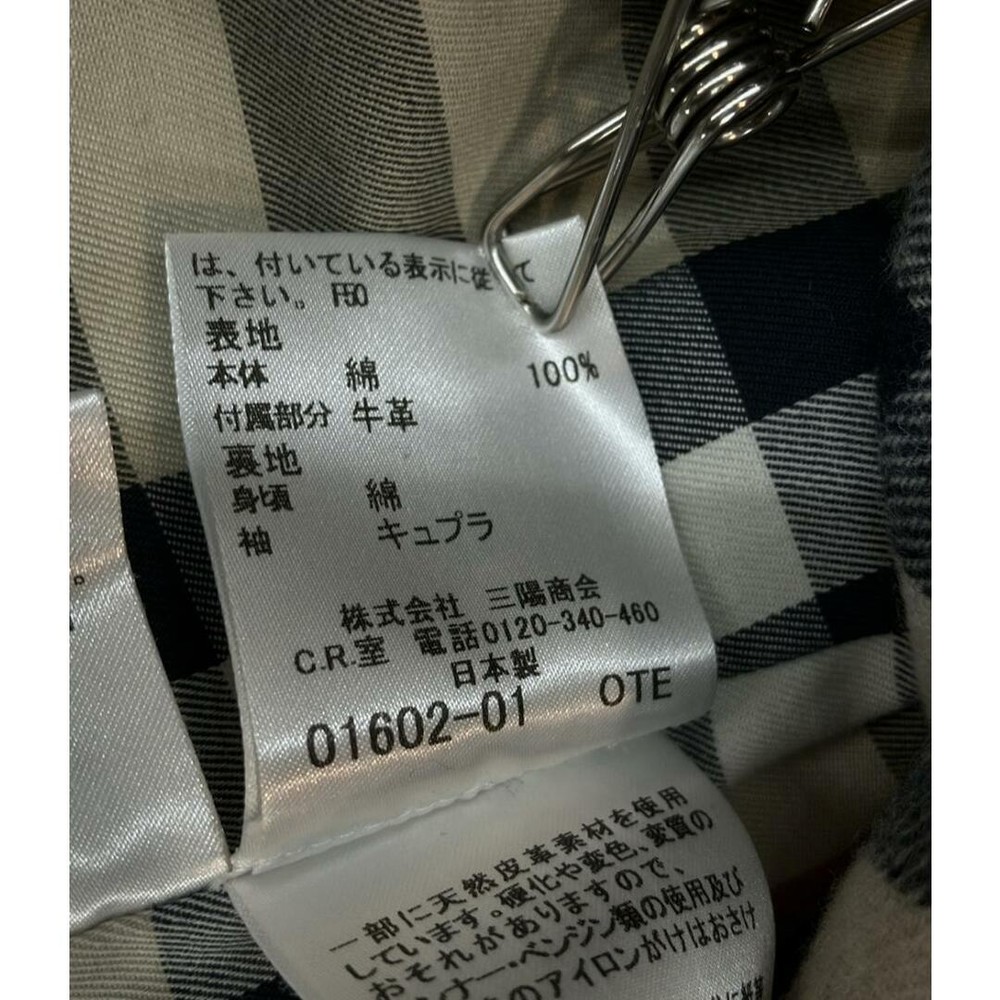 は、付いている表示に従って
下さい。 F50
表地
本体 綿 100%
付属部分 牛革
裏地
身頃 綿
袖 キュプラ
株式会社 三陽商会
C.R.室 電話0120-340-460
日本製
01602-01 OTE
一部に天然皮革素材を使用
しています。硬化や変色、変質の
おそれがありますので、
ンナー・ベンジン類の使用及び
のアイロンがけはおさけ
。